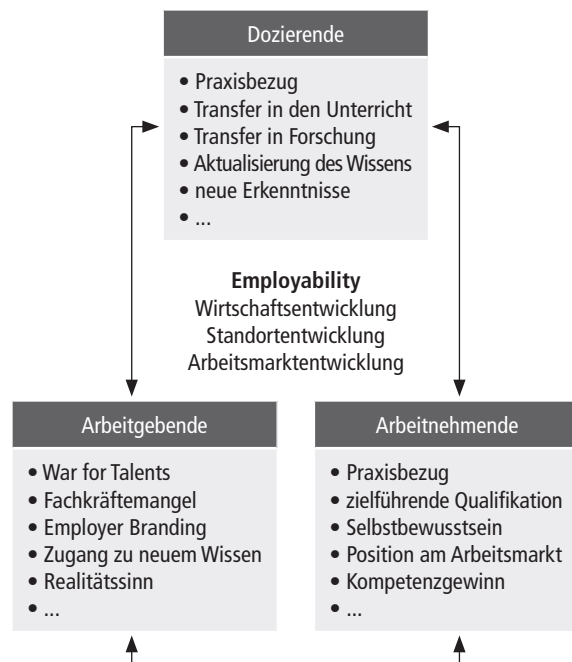 Dozierende
• Praxisbezug
• Transfer in den Unterricht
• Transfer in Forschung
• Aktualisierung des Wissens
• neue Erkenntnisse
• ...
Employability
Wirtschaftsentwicklung
Standortentwicklung
Arbeitsmarktentwicklung
Arbeitgebende
• War for Talents
• Fachkräftemangel
• Employer Branding
• Zugang zu neuem Wissen
• Realitätssinn
• ...
Arbeitnehmende
• Praxisbezug
• zielführende Qualifikation
• Selbstbewusstsein
• Position am Arbeitsmarkt
• Kompetenzgewinn
• ...